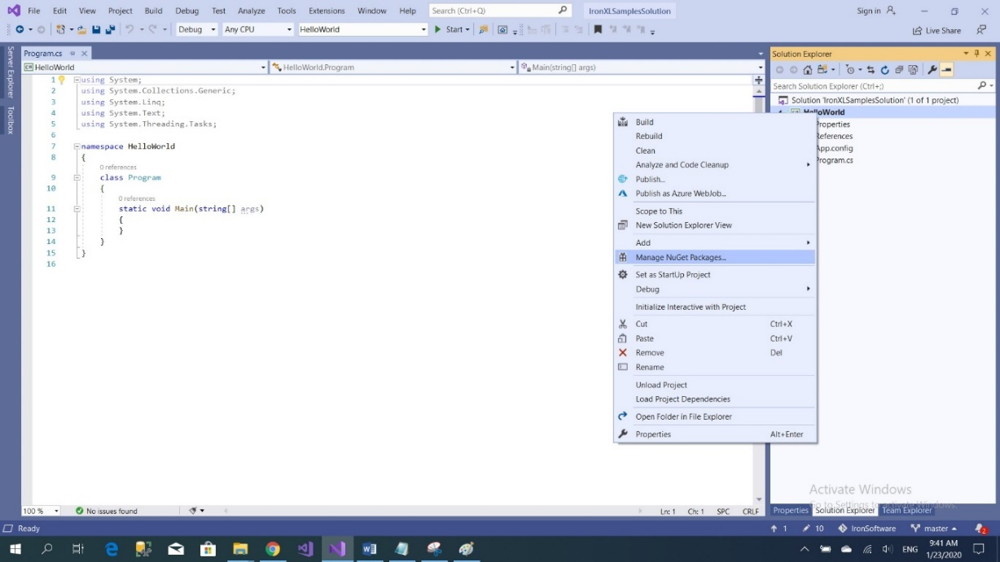 File Edit View Project Build Debug Test Analyze Tools Extensions Window Help Search (Ctrl+Q) IronXLSamplesSolution Sign in
Debug Any CPU HelloWorld Start Live Share
Server Explorer
Toolbox
Program.cs
HelloWorld HelloWorld.Program Main(string[] args)
1 using System;
2 using System.Collections.Generic;
3 using System.Linq;
4 using System.Text;
5 using System.Threading.Tasks;
6
7 namespace HelloWorld
8 {
0 references
9 class Program
10 {
0 references
11 static void Main(string[] args)
12 {
13 }
14 }
15 }
16
Build
Rebuild
Clean
Analyze and Code Cleanup
Publish...
Publish as Azure WebJob...
Scope to This
New Solution Explorer View
Add
Manage NuGet Packages...
Set as StartUp Project
Debug
Initialize Interactive with Project
Cut Ctrl+X
Paste Ctrl+V
Remove Del
Rename
Unload Project
Load Project Dependencies
Open Folder in File Explorer
Properties Alt+Enter
Solution Explorer
Search Solution Explorer (Ctrl+;)
Solution 'IronXLSamplesSolution' (1 of 1 project)
HelloWorld
Properties
References
App.config
Program.cs
Activate Windows
Go to Settings to activate Windows.
Properties Solution Explorer Team Explorer
100 % No issues found Ln: 1 Ch: 1 SPC CRLF
Ready 1 10 IronSoftware master 2
ENG 9:41 AM
1/23/2020